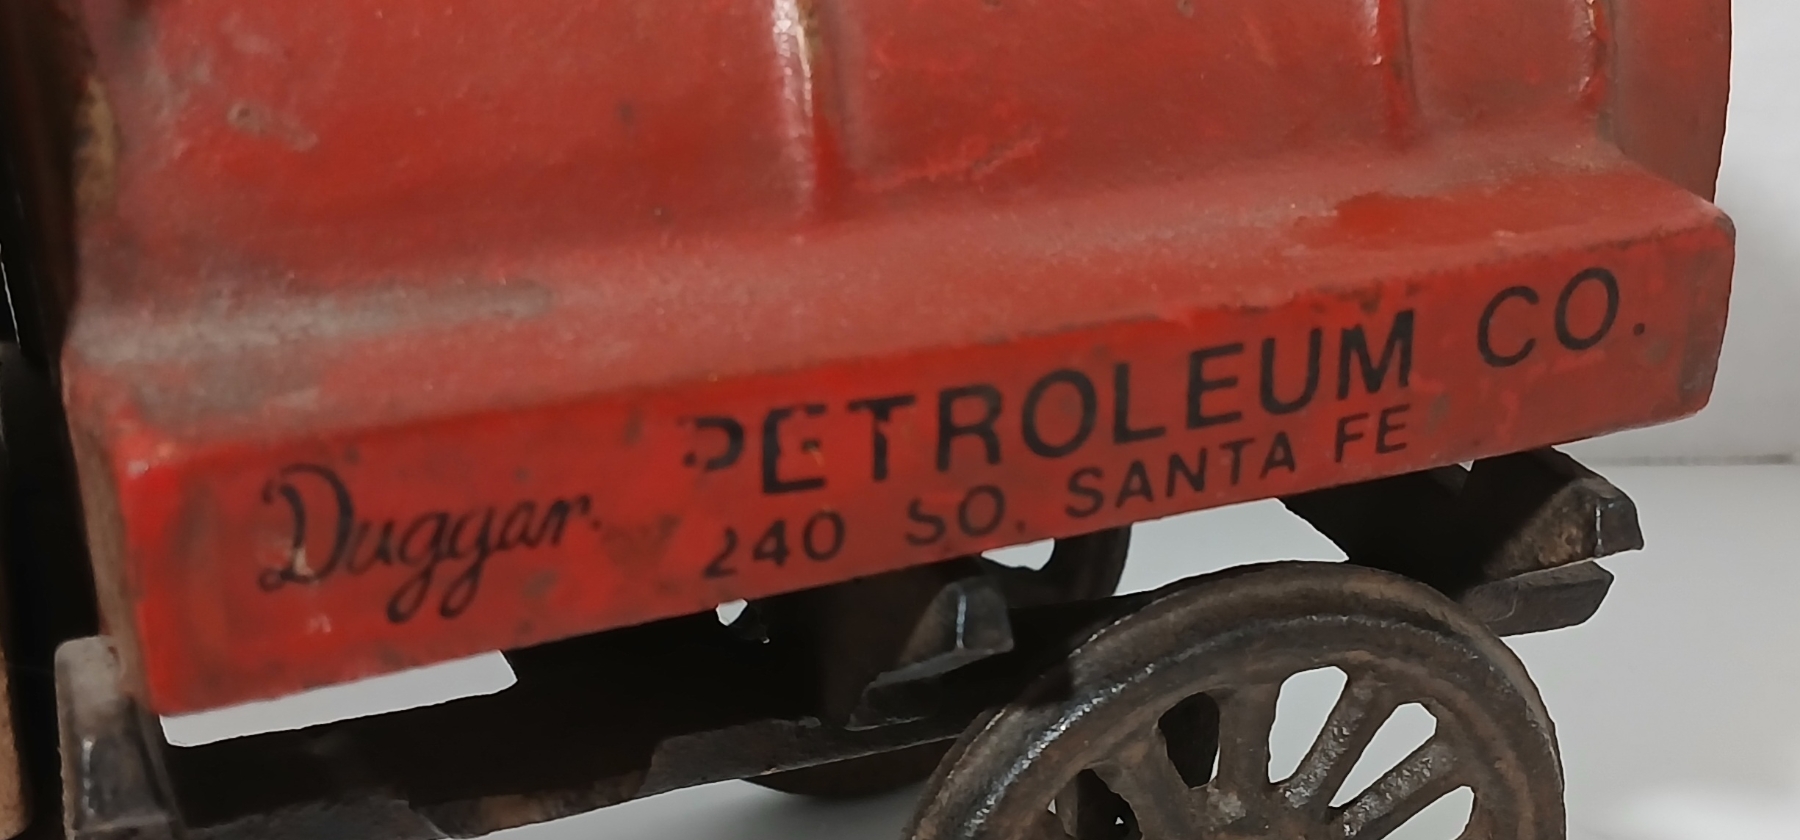 Duggar
PETROLEUM CO.
240 SO. SANTA FE